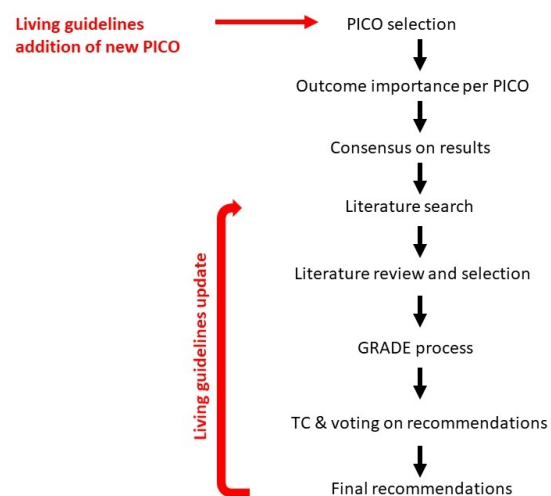 Living guidelines
addition of new PICO
PICO selection
Outcome importance per PICO
Consensus on results
Literature search
Literature review and selection
GRADE process
TC & voting on recommendations
Final recommendations
Living guidelines update